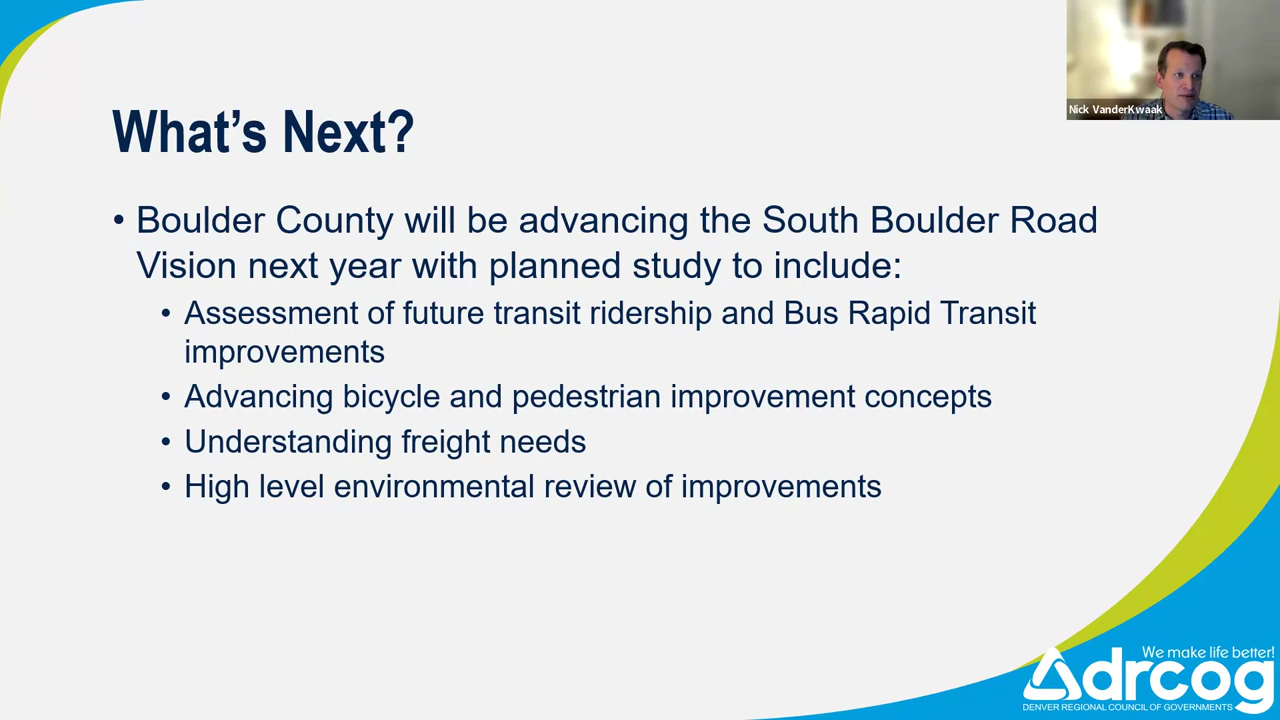 Nick VanderKwaak
What's Next?
• Boulder County will be advancing the South Boulder Road
Vision next year with planned study to include:
• Assessment of future transit ridership and Bus Rapid Transit
improvements
• Advancing bicycle and pedestrian improvement concepts
• Understanding freight needs
• High level environmental review of improvements
We make life better!
drcog
DENVER REGIONAL COUNCIL OF GOVERNMENTS